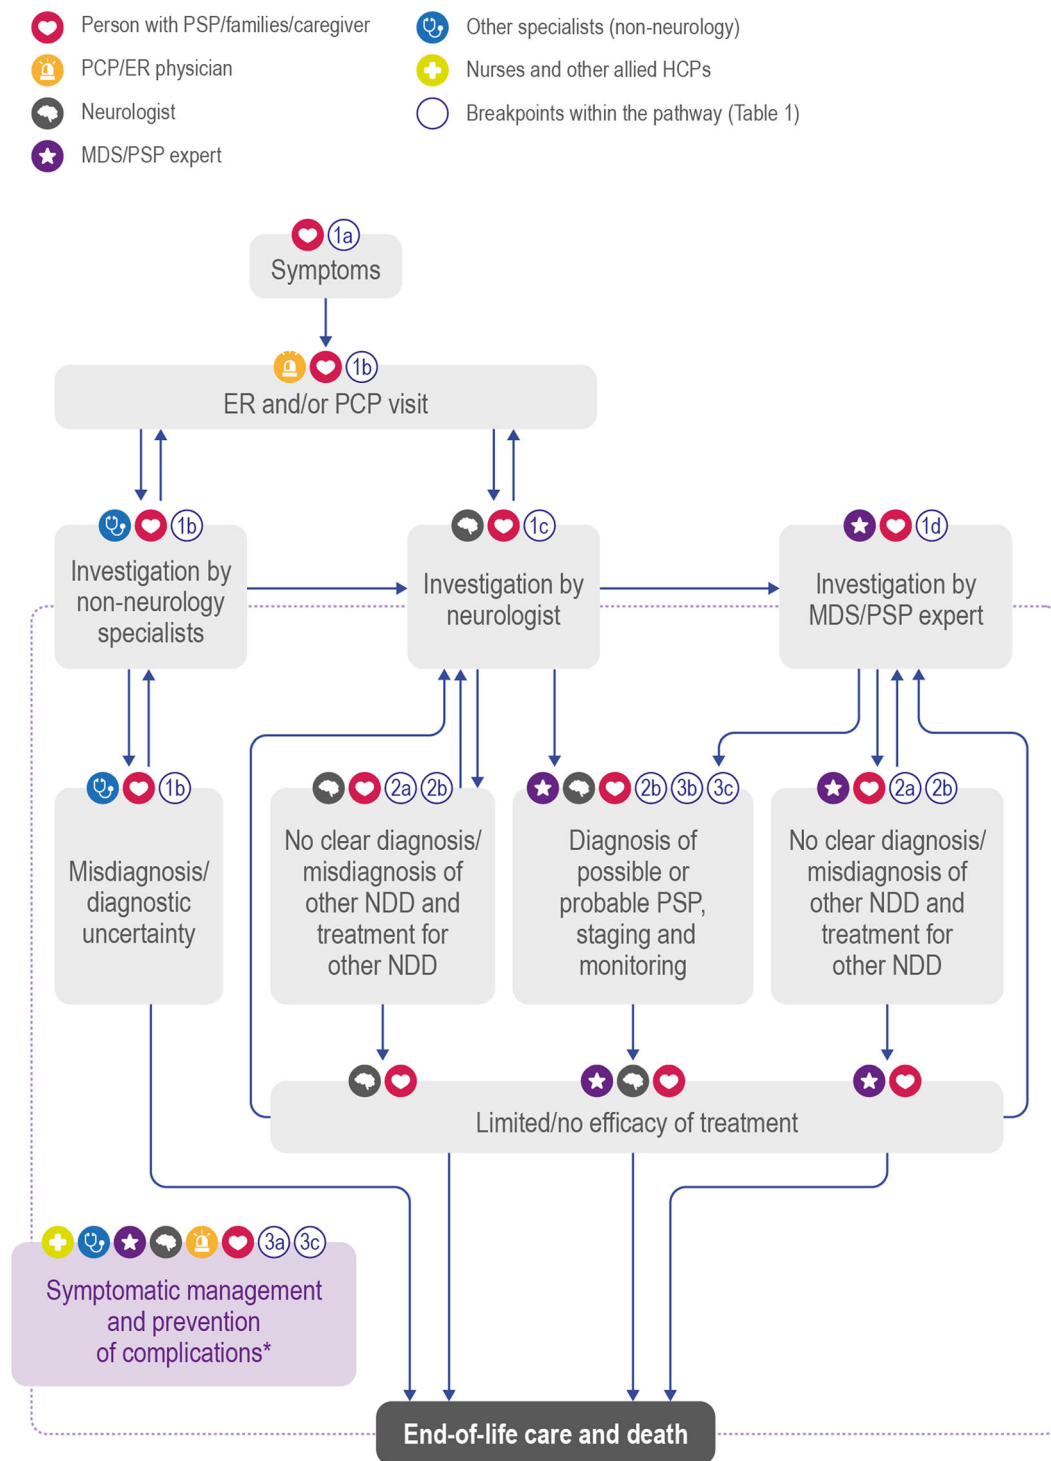 Person with PSP/families/caregiver
PCP/ER physician
Neurologist
MDS/PSP expert
Other specialists (non-neurology)
Nurses and other allied HCPs
Breakpoints within the pathway (Table 1)
1a
Symptoms
1b
ER and/or PCP visit
1b
Investigation by
non-neurology
specialists
1c
Investigation by
neurologist
1d
Investigation by
MDS/PSP expert
1b
Misdiagnosis/
diagnostic
uncertainty
2a 2b
No clear diagnosis/
misdiagnosis of
other NDD and
treatment for
other NDD
2b 3b 3c
Diagnosis of
possible or
probable PSP,
staging and
monitoring
2a 2b
No clear diagnosis/
misdiagnosis of
other NDD and
treatment for
other NDD
Limited/no efficacy of treatment
3a 3c
Symptomatic management
and prevention
of complications*
End-of-life care and death